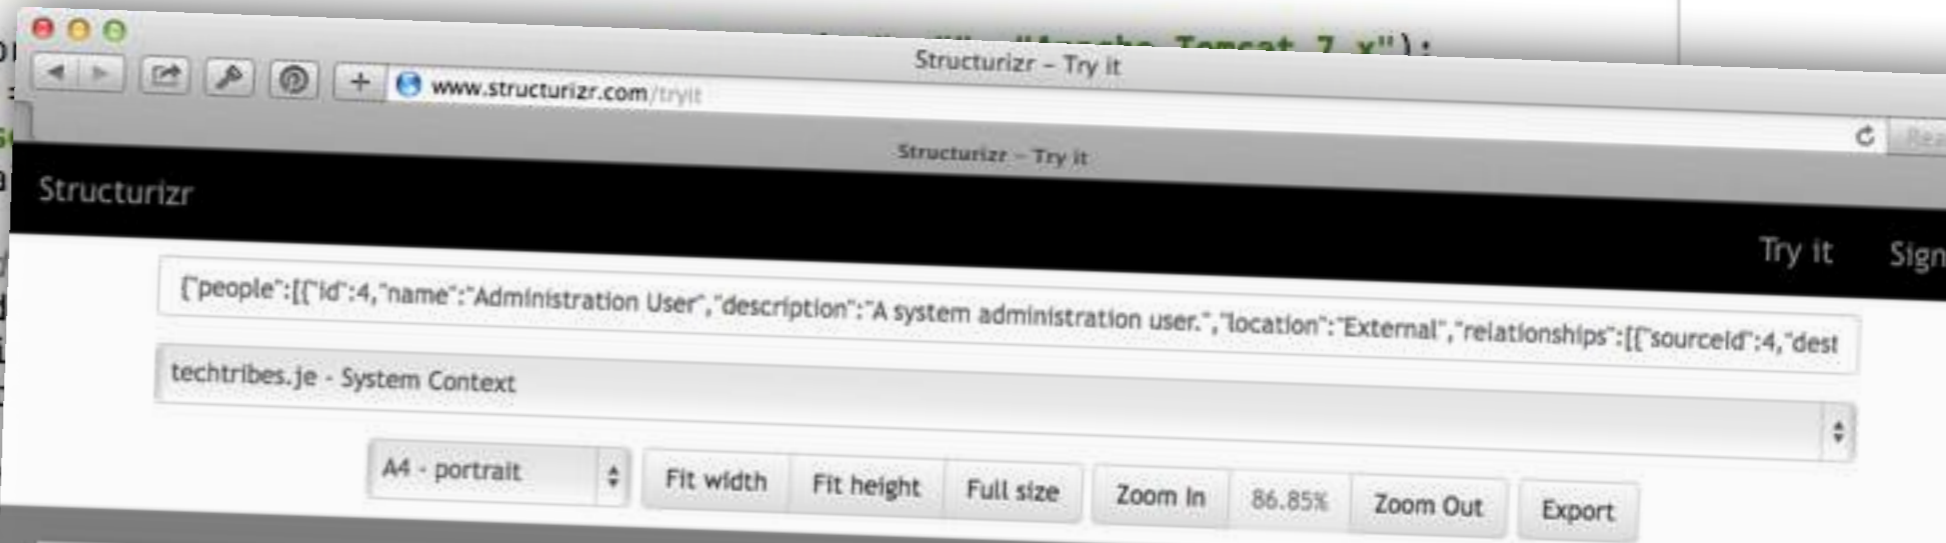 Tomcat 7.x");
Structurizr – Try it
www.structurizr.com/tryit
Structurizr – Try it
Structurizr
Try it Sign
{"people":[{"id":4,"name":"Administration User","description":"A system administration user.","location":"External","relationships":[{"sourceId":4,"dest
techtribes.je - System Context
A4 - portrait Fit width Fit height Full size Zoom In 86.85% Zoom Out Export